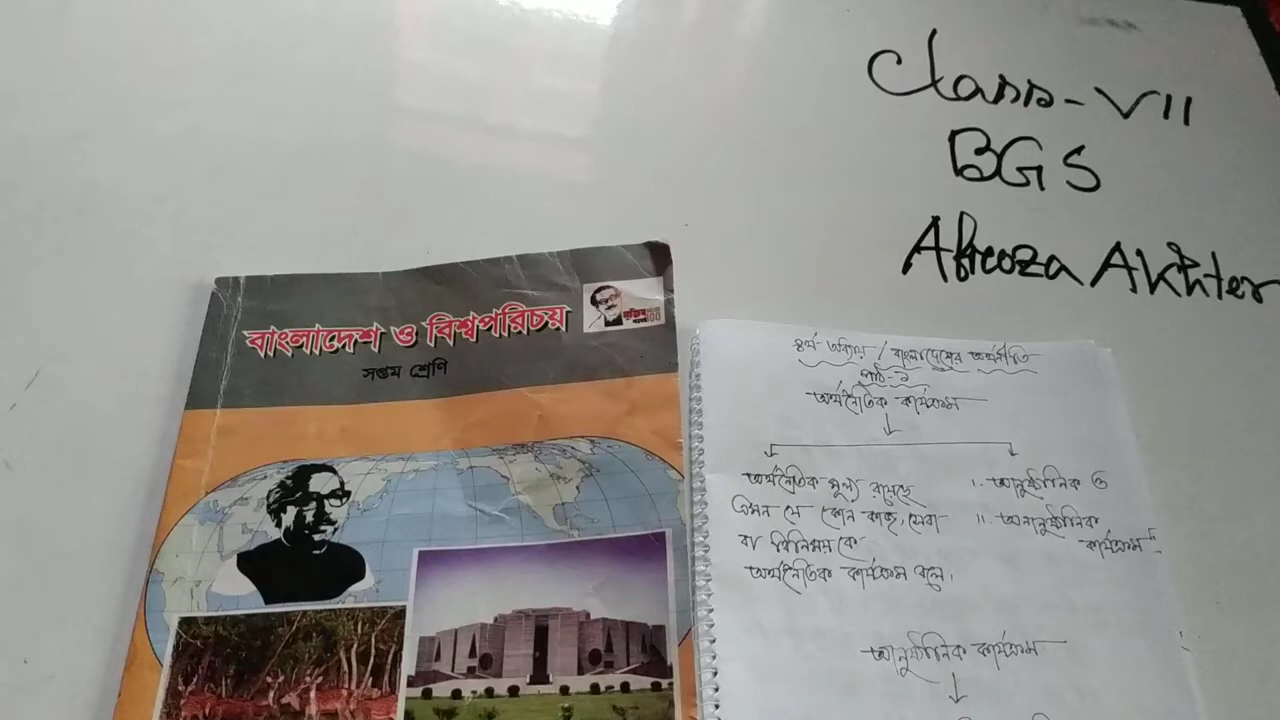 Class-VII
BGS
Afroza Akhter
বাংলাদেশ ও বিশ্বপরিচয়
সপ্তম শ্রেণি
মুজিব
100
৪র্থ অধ্যায় / বাংলাদেশের অর্থনীতি
পাঠ-১
অর্থনৈতিক কার্যক্রম
অর্থনৈতিক মূল্য রয়েছে
এমন যে কোন কাজ, সেবা
বা বিনিময় কে
অর্থনৈতিক কার্যক্রম বলে।
i. আনুষ্ঠানিক ও
ii. অনানুষ্ঠানিক
কার্যক্রম
আনুষ্ঠানিক কার্যক্রম